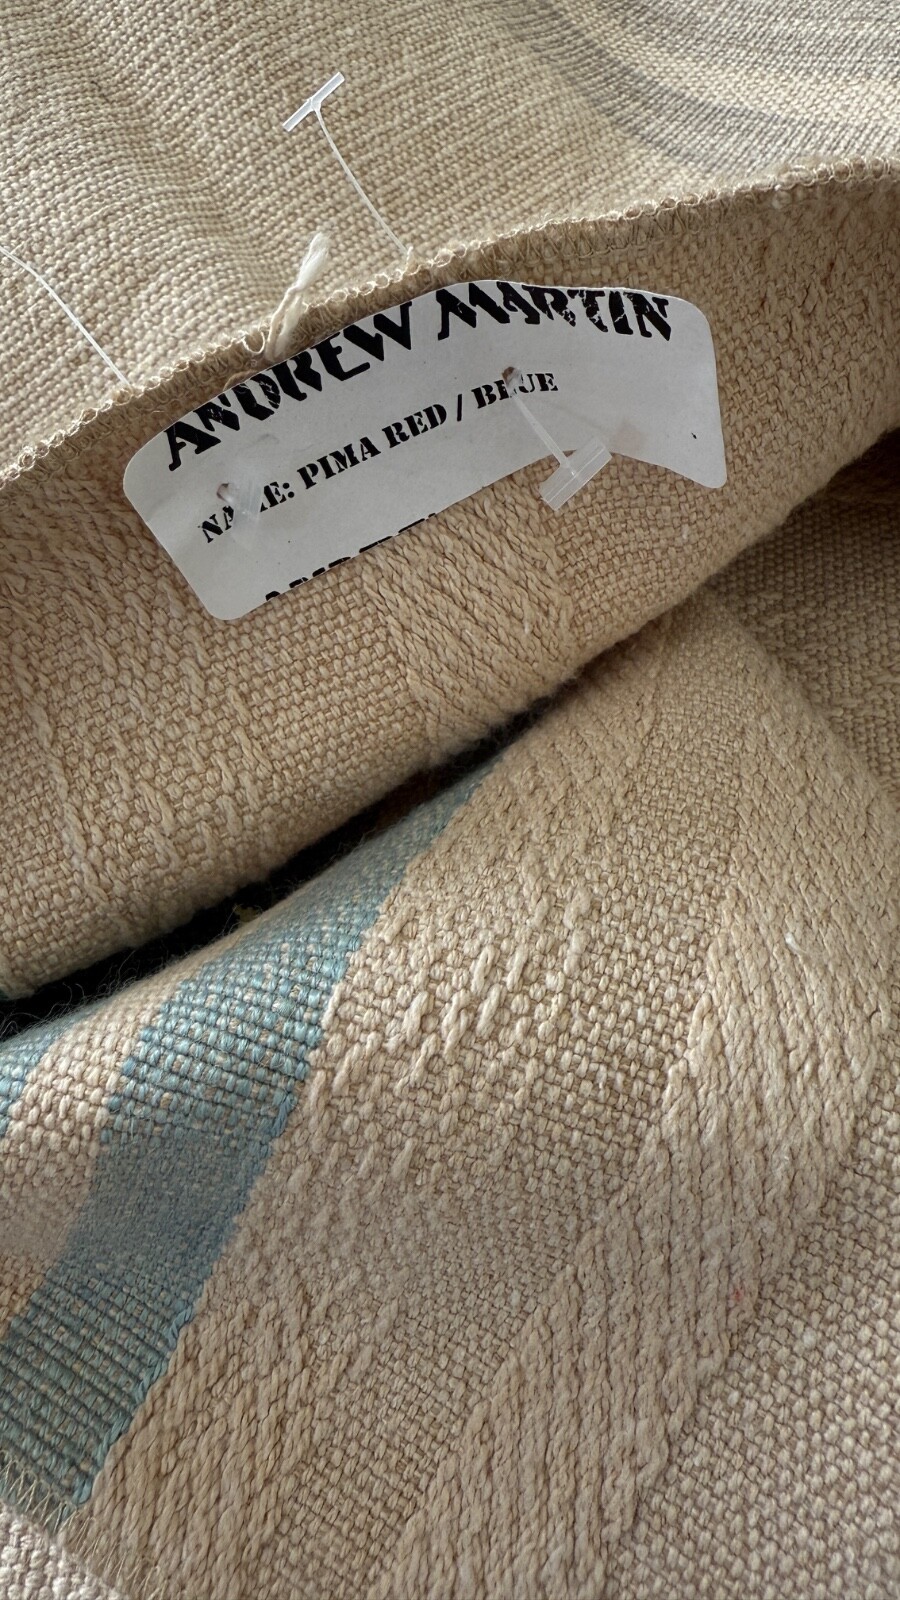 ANDREW MARTIN
NAME: PIMA RED / BLUE